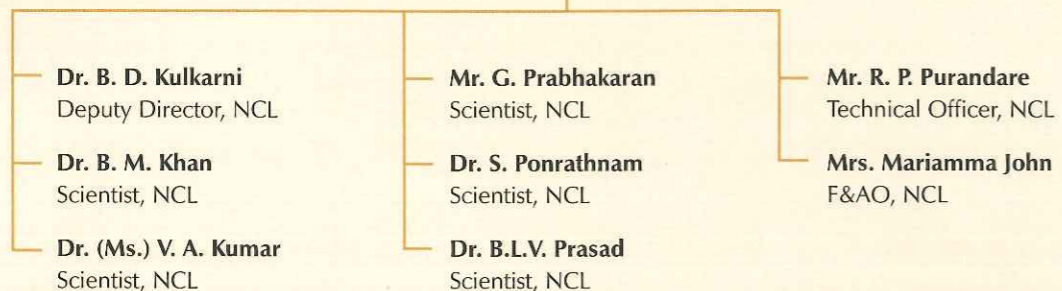 Dr. B. D. Kulkarni
Deputy Director, NCL
Dr. B. M. Khan
Scientist, NCL
Dr. (Ms.) V. A. Kumar
Scientist, NCL
Mr. G. Prabhakaran
Scientist, NCL
Dr. S. Ponrathnam
Scientist, NCL
Dr. B.L.V. Prasad
Scientist, NCL
Mr. R. P. Purandare
Technical Officer, NCL
Mrs. Mariamma John
F&AO, NCL